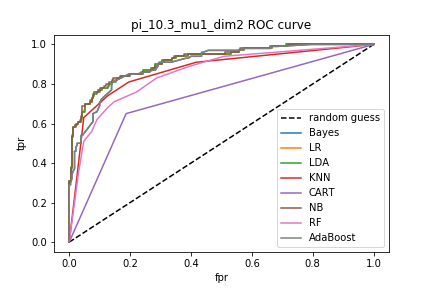 pi_10.3_mu1_dim2 ROC curve
1.0
0.8
0.6
0.4
0.2
0.0
tpr
0.0 0.2 0.4 0.6 0.8 1.0
fpr
random guess
Bayes
LR
LDA
KNN
CART
NB
RF
AdaBoost